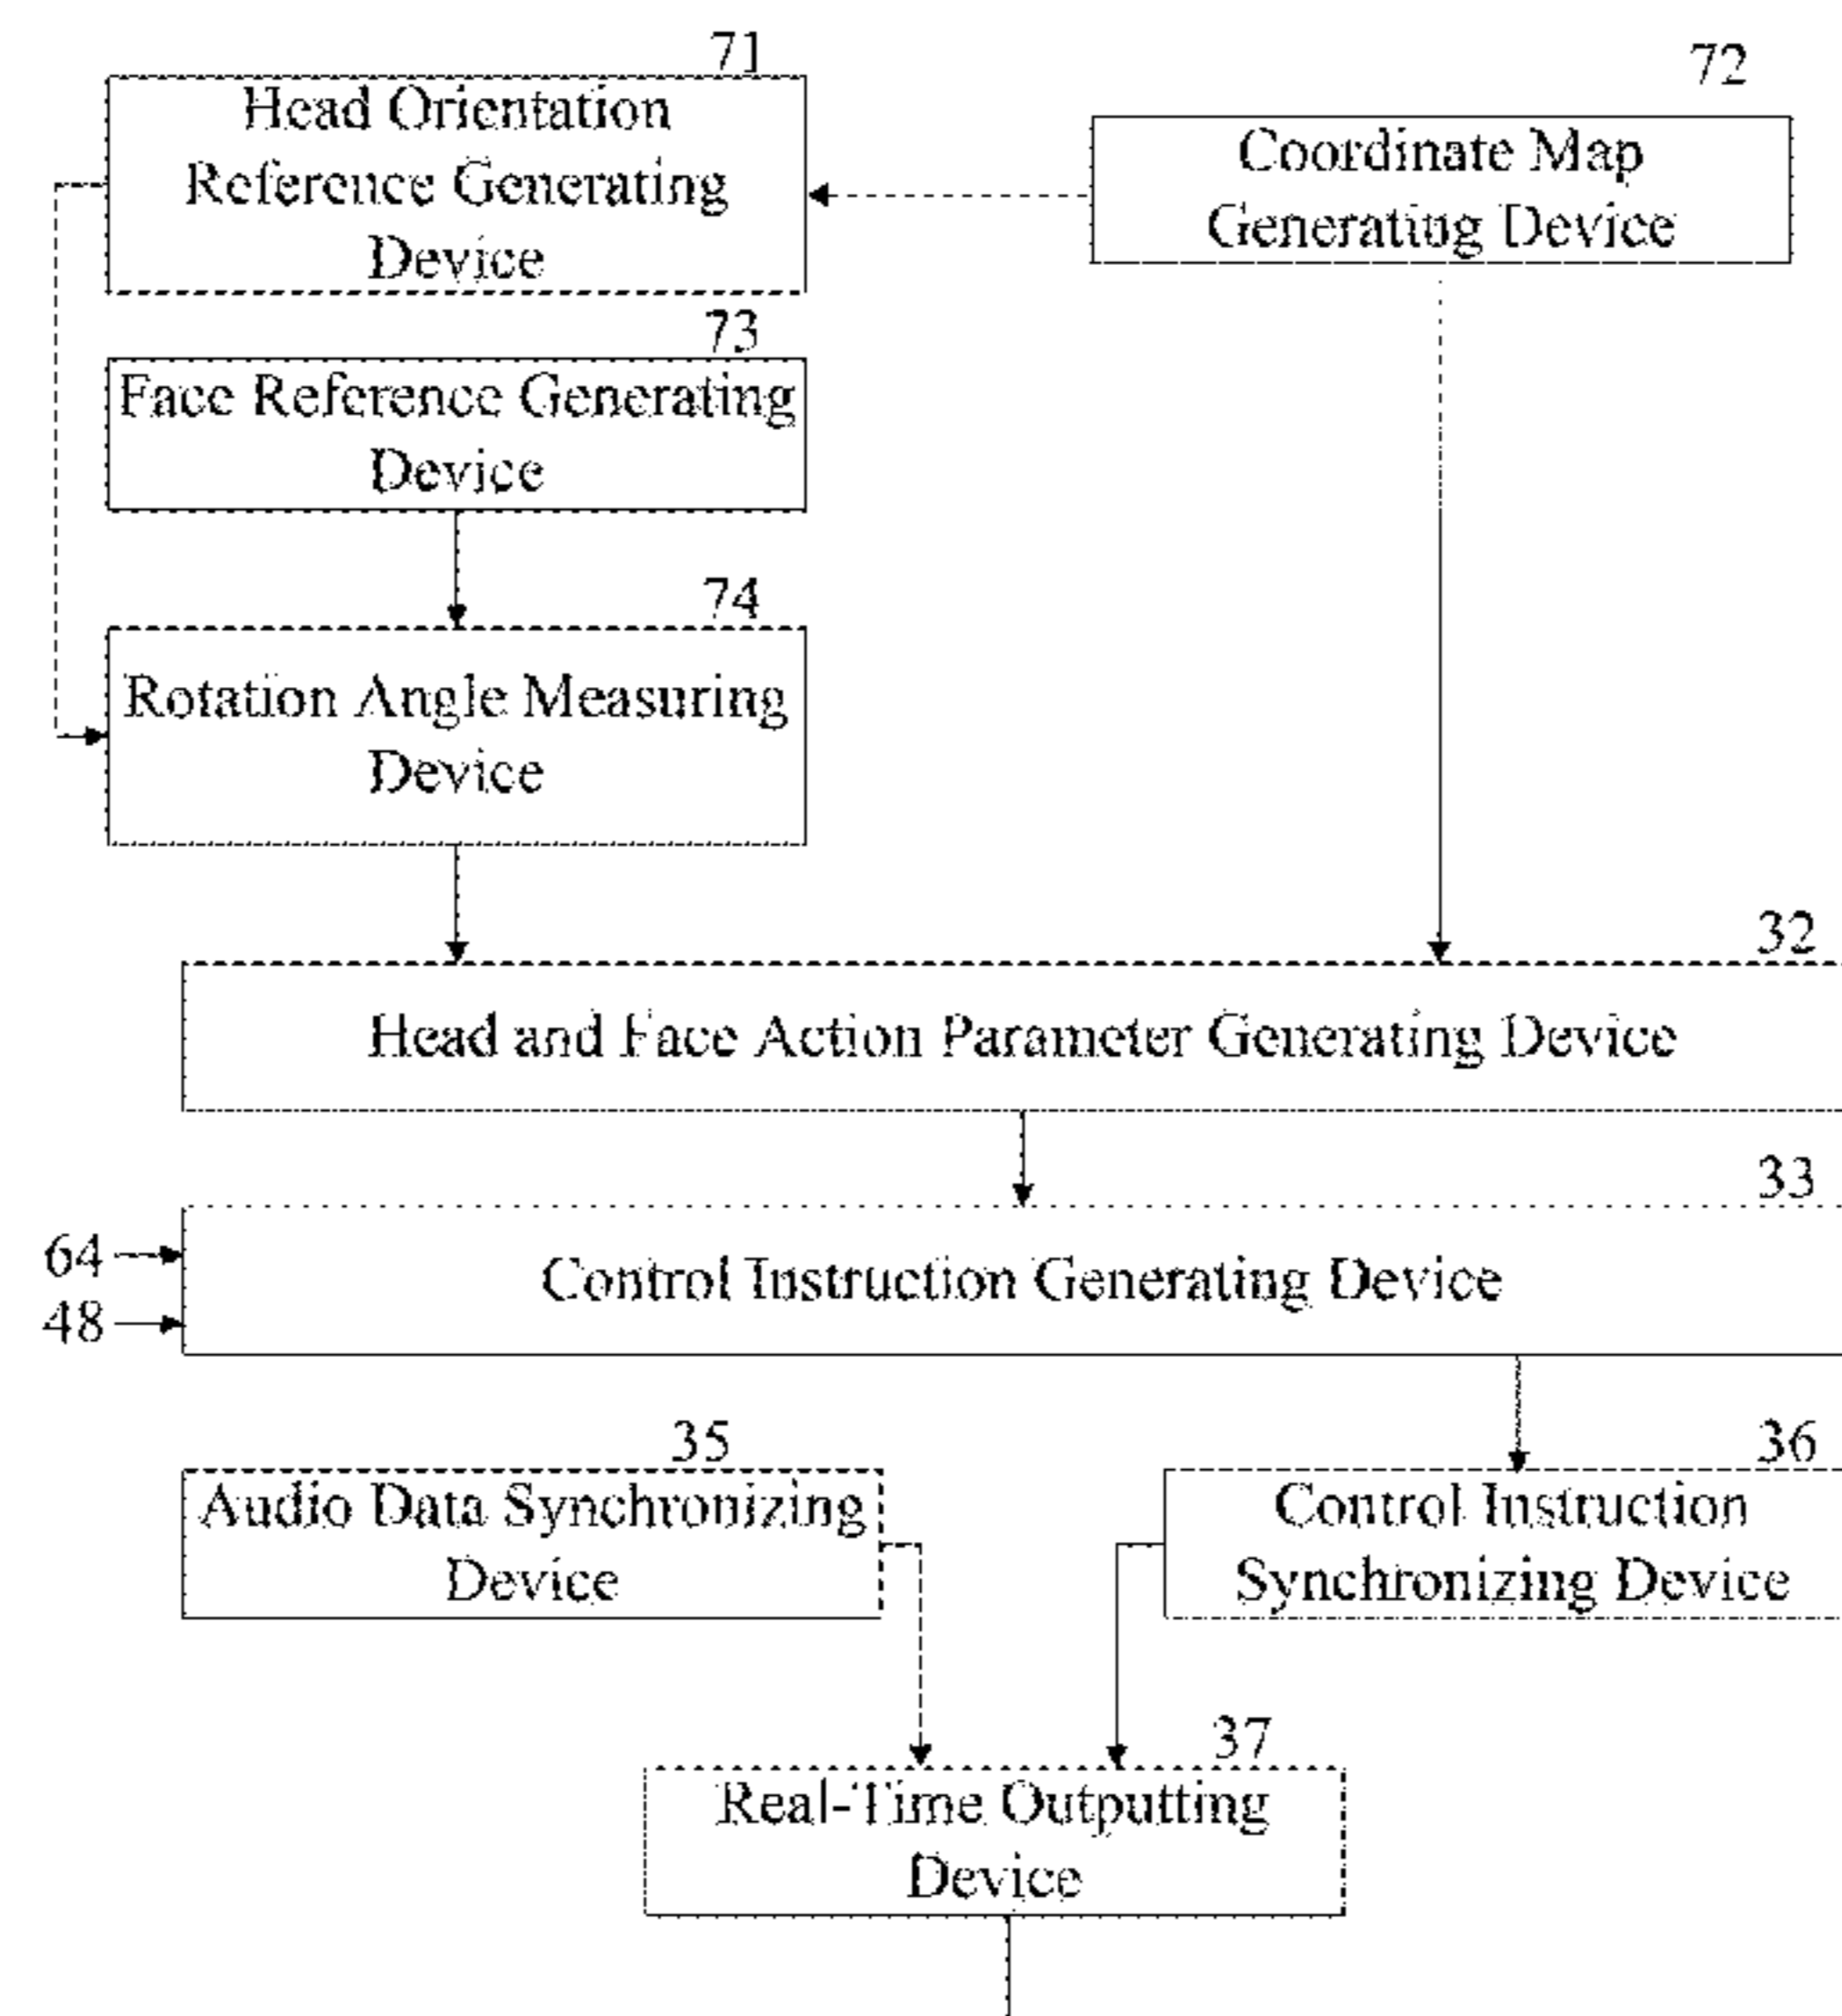 71
Head Orientation
Reference Generating
Device
72
Coordinate Map
Generating Device
73
Face Reference Generating
Device
74
Rotation Angle Measuring
Device
32
Head and Face Action Parameter Generating Device
33
64
Control Instruction Generating Device
48
35
Audio Data Synchronizing
Device
36
Control Instruction
Synchronizing Device
37
Real-Time Outputting
Device